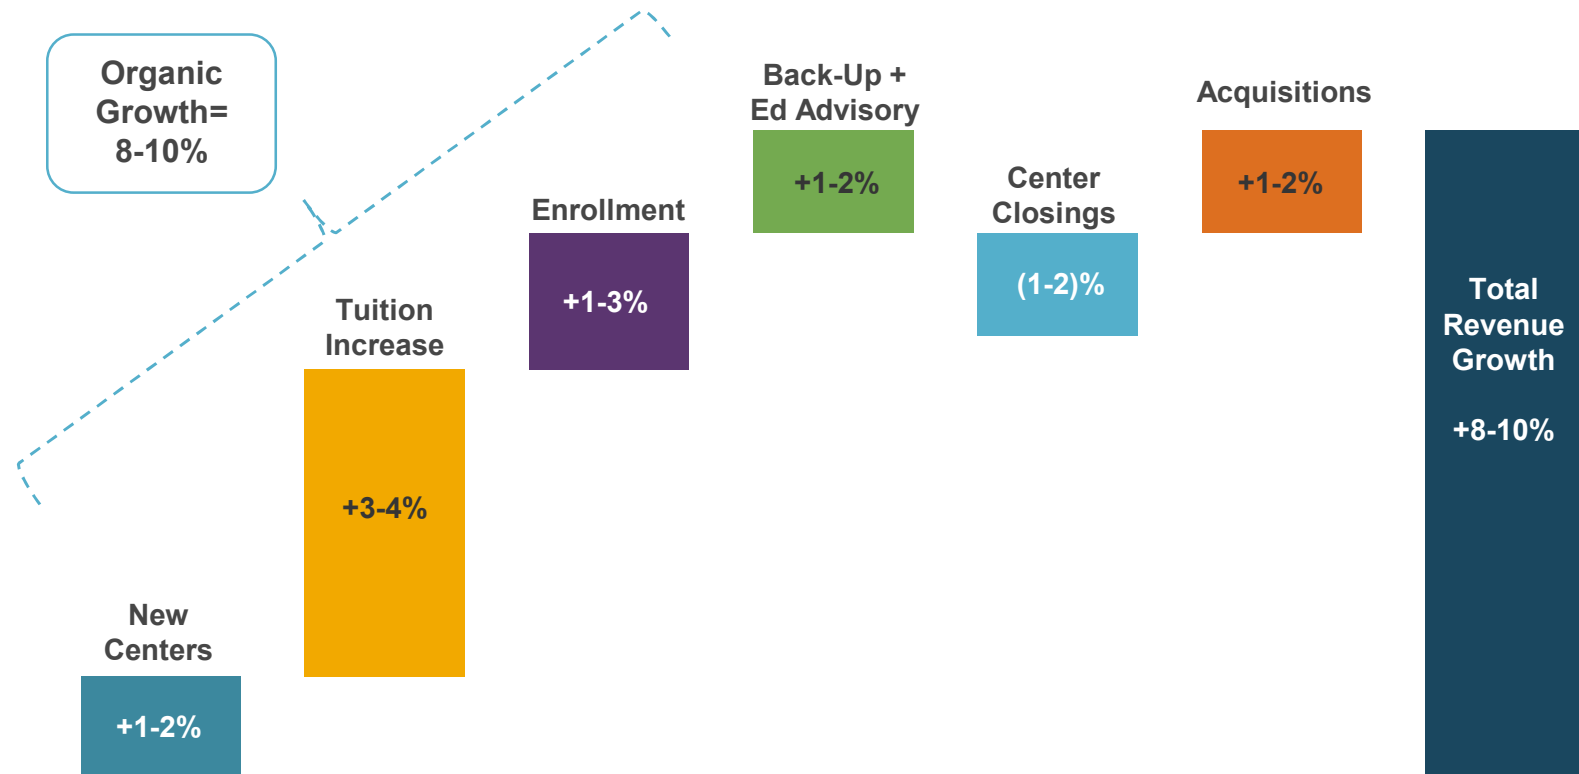 Organic
Growth=
8-10%
New
Centers
+1-2%
Tuition
Increase
+3-4%
Enrollment
+1-3%
Back-Up +
Ed Advisory
+1-2%
Center
Closings
(1-2)%
Acquisitions
+1-2%
Total
Revenue
Growth
+8-10%